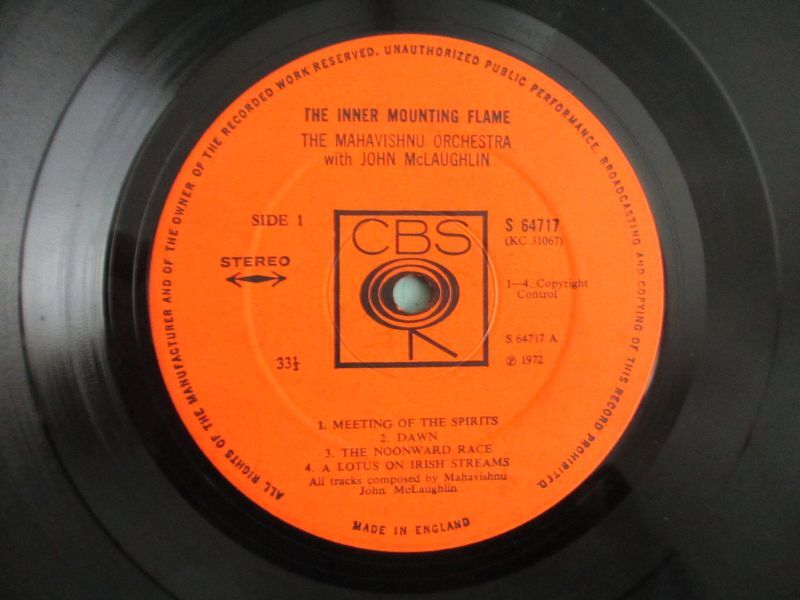 ALL RIGHTS OF THE MANUFACTURER AND OF THE OWNER OF THE RECORDED WORK RESERVED. UNAUTHORIZED PUBLIC PERFORMANCE, BROADCASTING AND COPYING OF THIS RECORD PROHIBITED.
THE INNER MOUNTING FLAME
THE MAHAVISHNU ORCHESTRA
with JOHN McLAUGHLIN
SIDE 1
STEREO
33⅓
CBS
S 64717
(KC 31067)
1—4. Copyright
Control
S 64717 A
℗ 1972
1. MEETING OF THE SPIRITS
2. DAWN
3. THE NOONWARD RACE
4. A LOTUS ON IRISH STREAMS
All tracks composed by Mahavishnu
John McLaughlin
MADE IN ENGLAND